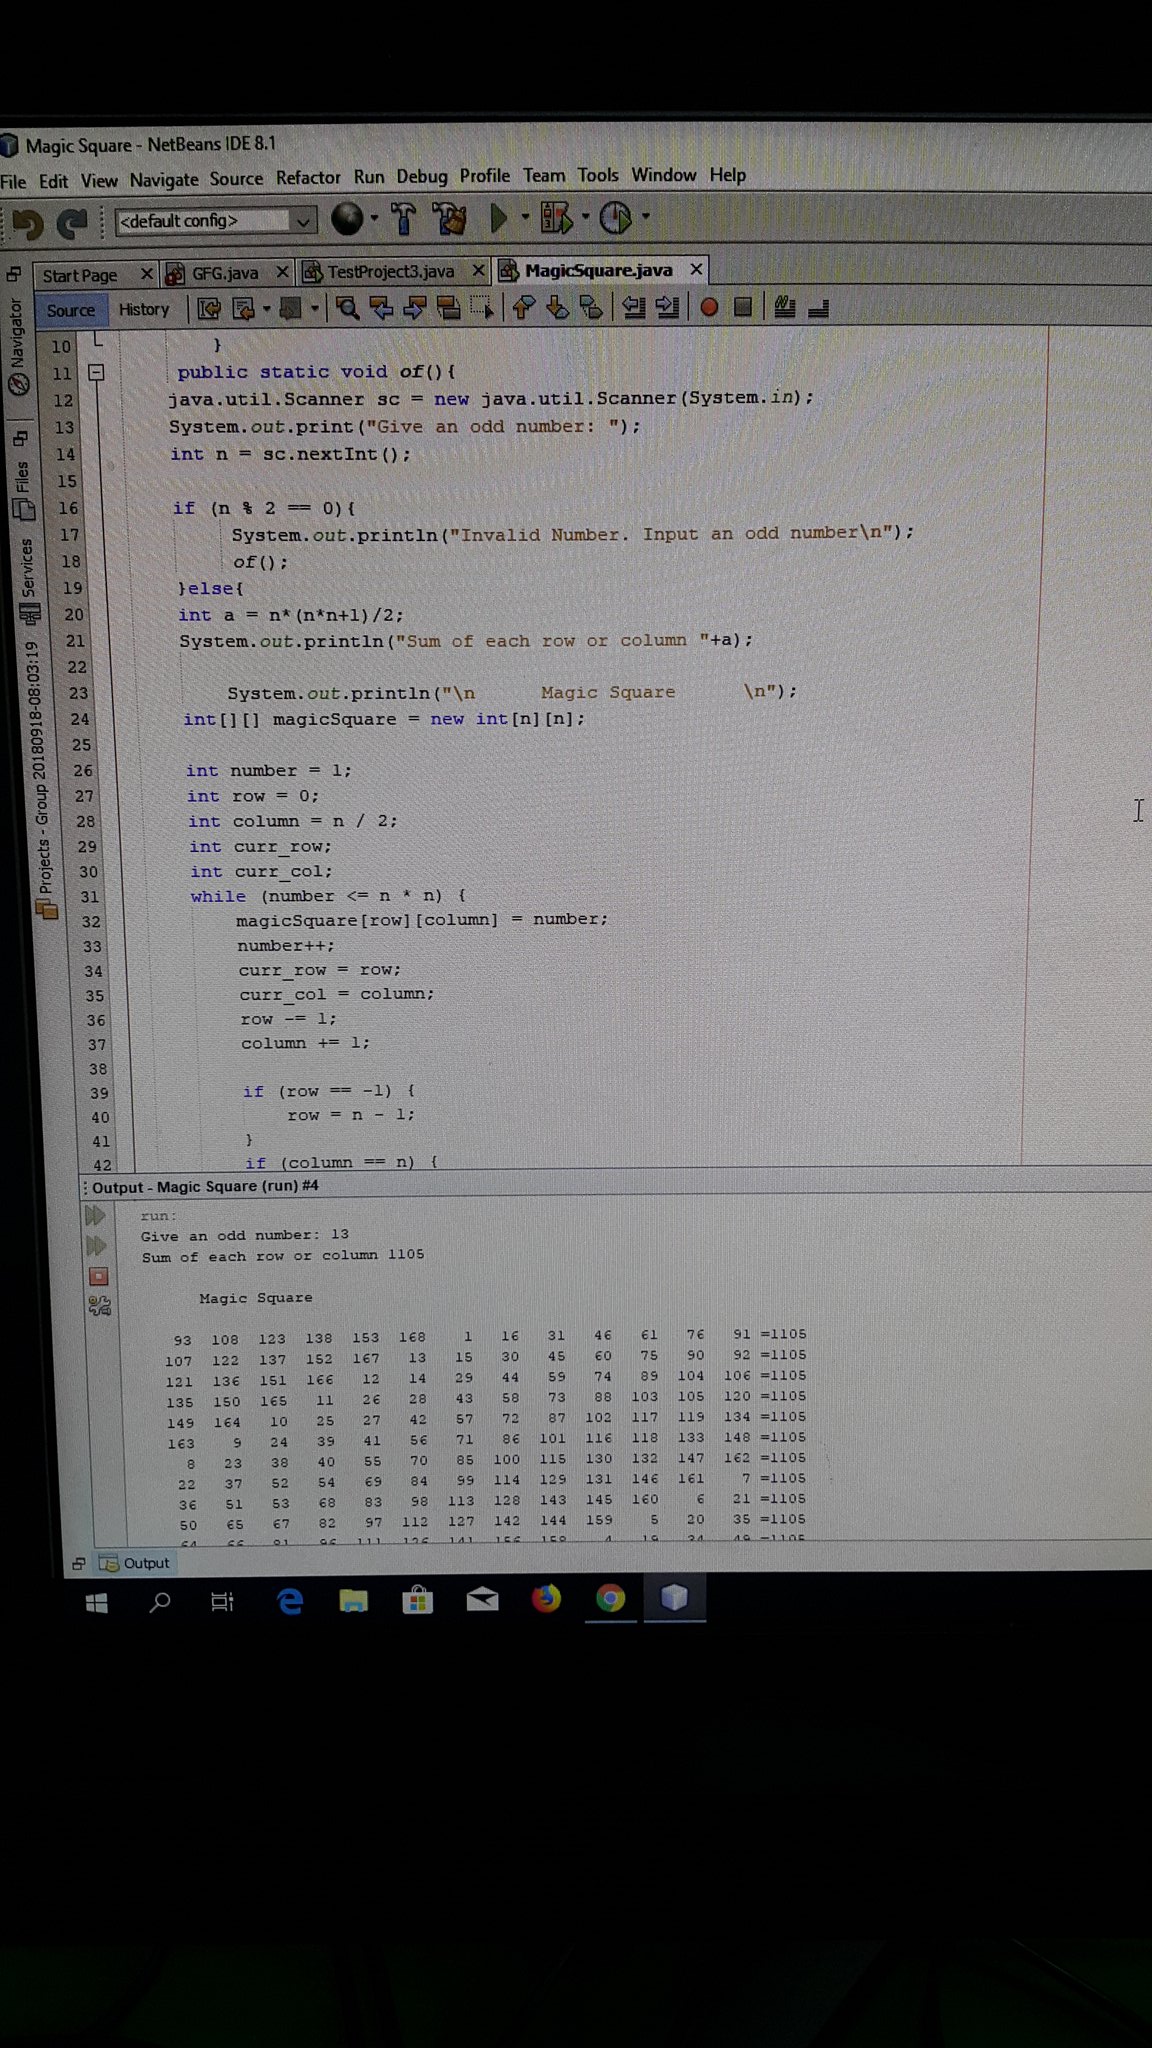 Magic Square - NetBeans IDE 8.1
File Edit View Navigate Source Refactor Run Debug Profile Team Tools Window Help
<default config>
Start Page GFG.java TestProject3.java MagicSquare.java
Source History
Navigator
Files
Services
Projects - Group 20180918-08:03:19
10 }
11 public static void of(){
12 java.util.Scanner sc = new java.util.Scanner(System.in);
13 System.out.print("Give an odd number: ");
14 int n = sc.nextInt();
15
16 if (n % 2 == 0){
17 System.out.println("Invalid Number. Input an odd number\n");
18 of();
19 }else{
20 int a = n*(n*n+1)/2;
21 System.out.println("Sum of each row or column "+a);
22
23 System.out.println("\n Magic Square \n");
24 int[][] magicSquare = new int[n][n];
25
26 int number = 1;
27 int row = 0;
28 int column = n / 2;
29 int curr_row;
30 int curr_col;
31 while (number <= n * n) {
32 magicSquare[row][column] = number;
33 number++;
34 curr_row = row;
35 curr_col = column;
36 row -= 1;
37 column += 1;
38
39 if (row == -1) {
40 row = n - 1;
41 }
42 if (column == n) {
Output - Magic Square (run) #4
run:
Give an odd number: 13
Sum of each row or column 1105
Magic Square
93 108 123 138 153 168 1 16 31 46 61 76 91 =1105
107 122 137 152 167 13 15 30 45 60 75 90 92 =1105
121 136 151 166 12 14 29 44 59 74 89 104 106 =1105
135 150 165 11 26 28 43 58 73 88 103 105 120 =1105
149 164 10 25 27 42 57 72 87 102 117 119 134 =1105
163 9 24 39 41 56 71 86 101 116 118 133 148 =1105
8 23 38 40 55 70 85 100 115 130 132 147 162 =1105
22 37 52 54 69 84 99 114 129 131 146 161 7 =1105
36 51 53 68 83 98 113 128 143 145 160 6 21 =1105
50 65 67 82 97 112 127 142 144 159 5 20 35 =1105
64 66 81 96 111 126 141 156 158 4 19 34 49 =1105
Output